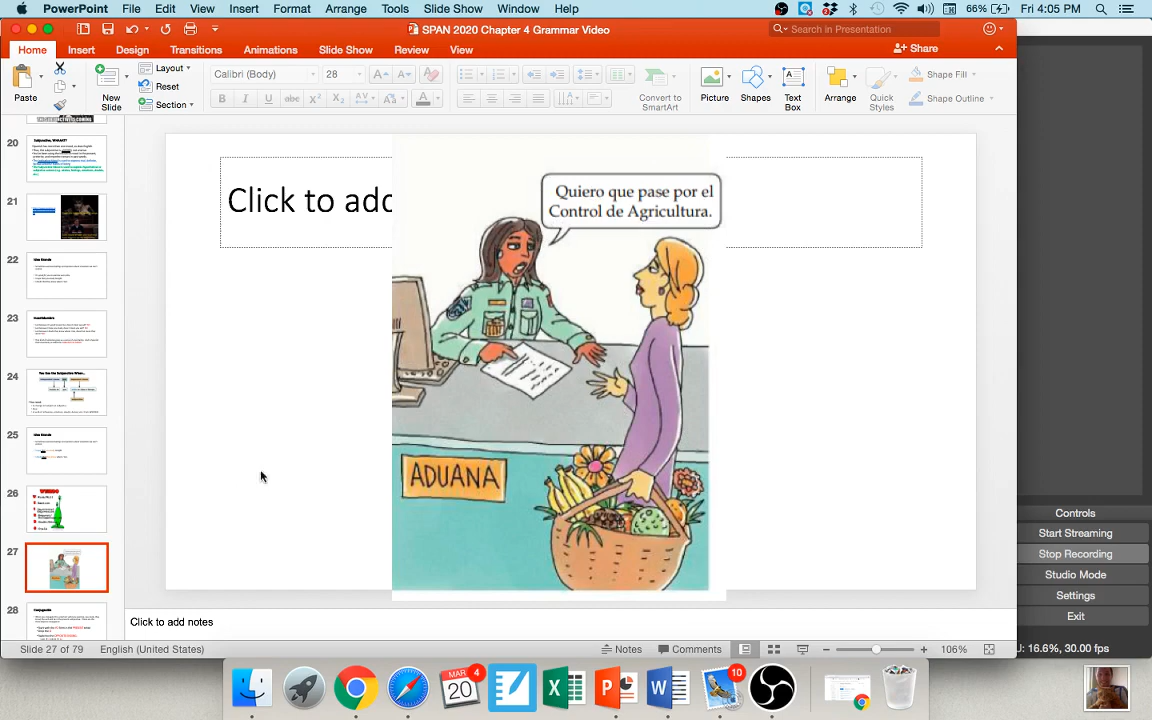 PowerPoint File Edit View Insert Format Arrange Tools Slide Show Window Help 66% Fri 4:05 PM
SPAN 2020 Chapter 4 Grammar Video
Search in Presentation
Home Insert Design Transitions Animations Slide Show Review View
Share
Paste
New
Slide
Layout
Reset
Section
Calibri (Body) 28
Convert to
SmartArt
Picture
Shapes
Text
Box
Arrange
Quick
Styles
Shape Fill
Shape Outline
20
21
22
23
24
25
26
27
28
Click to add
Quiero que pase por el
Control de Agricultura.
ADUANA
Click to add notes
Slide 27 of 79 English (United States) Notes Comments 106%
Controls
Start Streaming
Stop Recording
Studio Mode
Settings
Exit
U: 16.6%, 30.00 fps
4
MAR
20
10